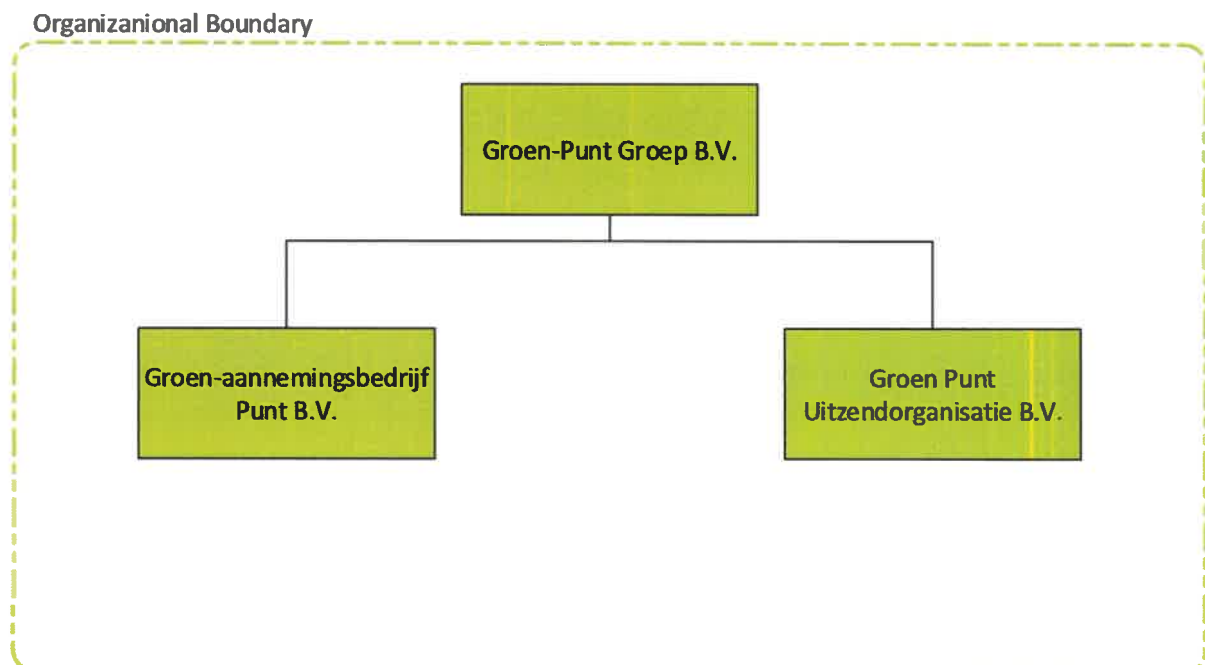 Organizanional Boundary
Groen-Punt Groep B.V.
Groen-aannemingsbedrijf
Punt B.V.
Groen Punt
Uitzendorganisatie B.V.